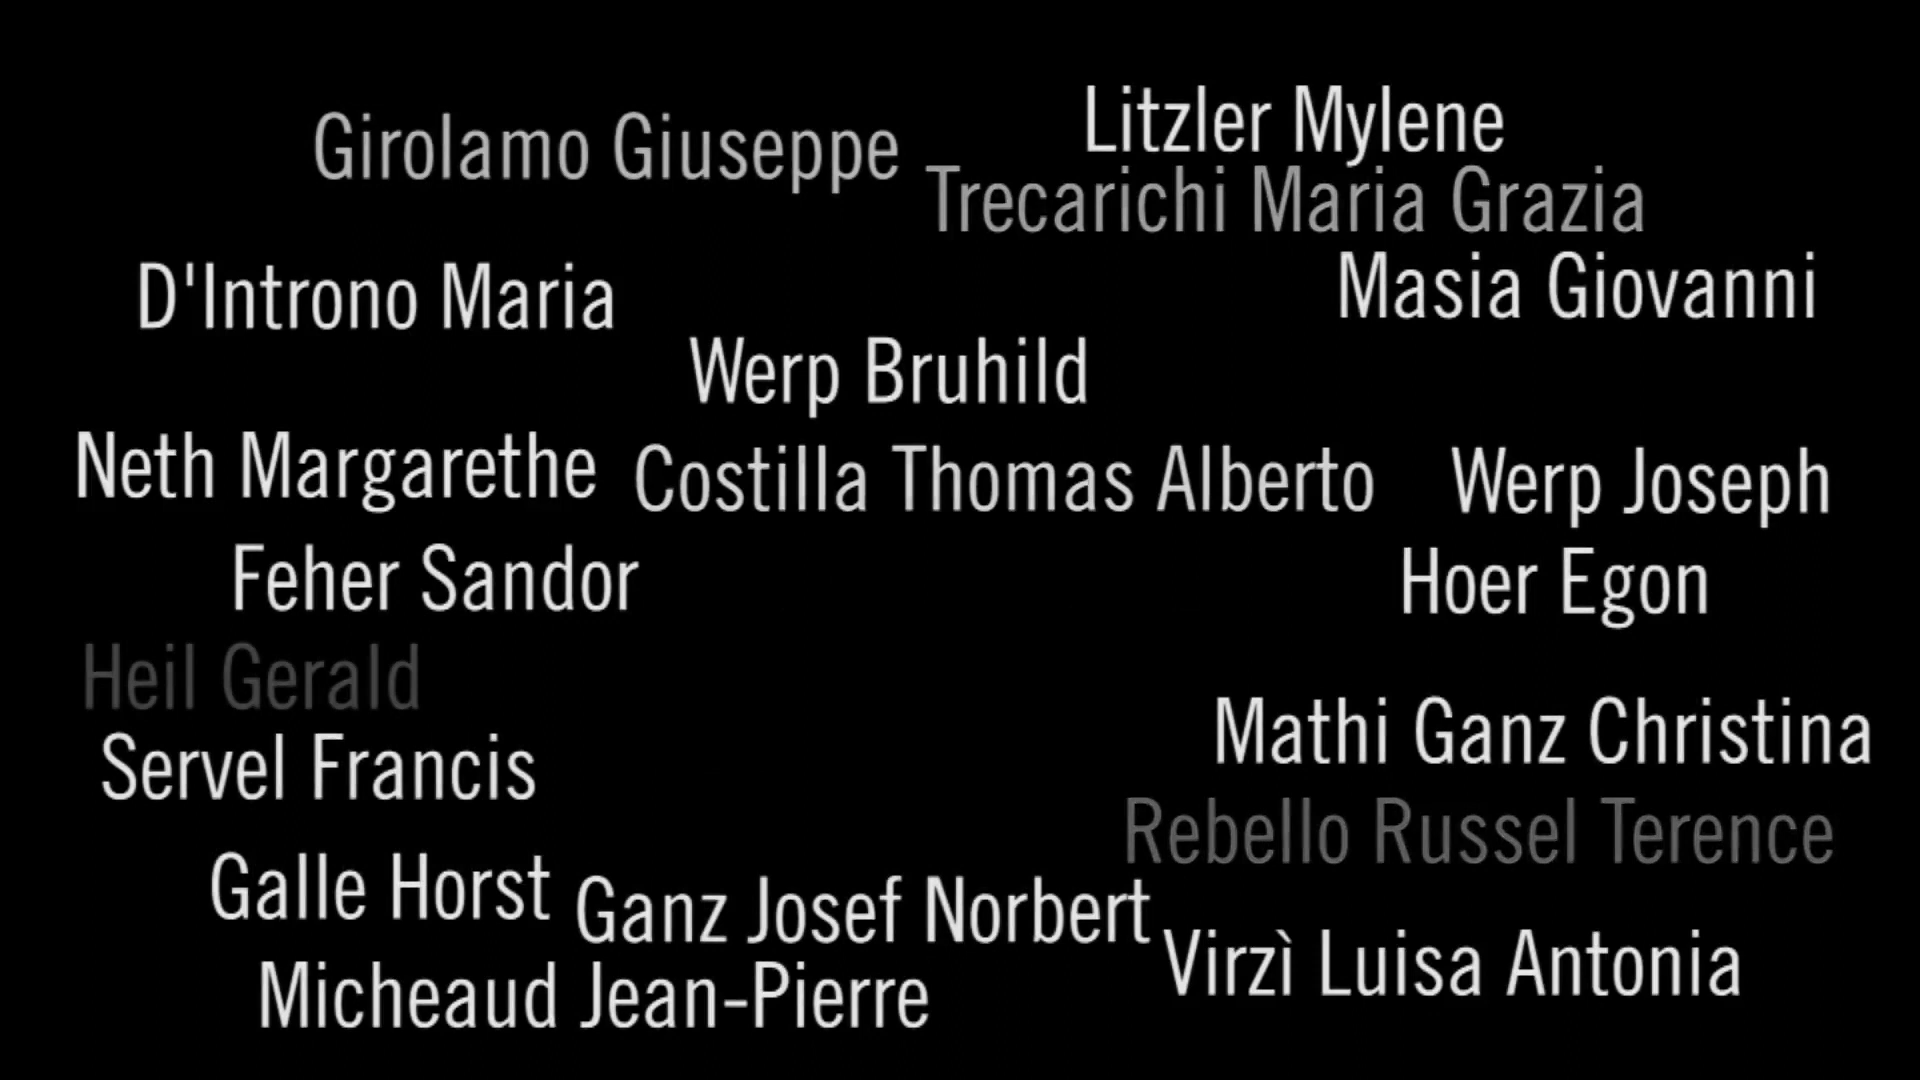 Litzler Mylene
Girolamo Giuseppe
Trecarichi Maria Grazia
D'Introno Maria
Masia Giovanni
Werp Bruhild
Neth Margarethe
Costilla Thomas Alberto
Werp Joseph
Feher Sandor
Hoer Egon
Heil Gerald
Mathi Ganz Christina
Servel Francis
Rebello Russel Terence
Galle Horst
Ganz Josef Norbert
Virzì Luisa Antonia
Micheaud Jean-Pierre